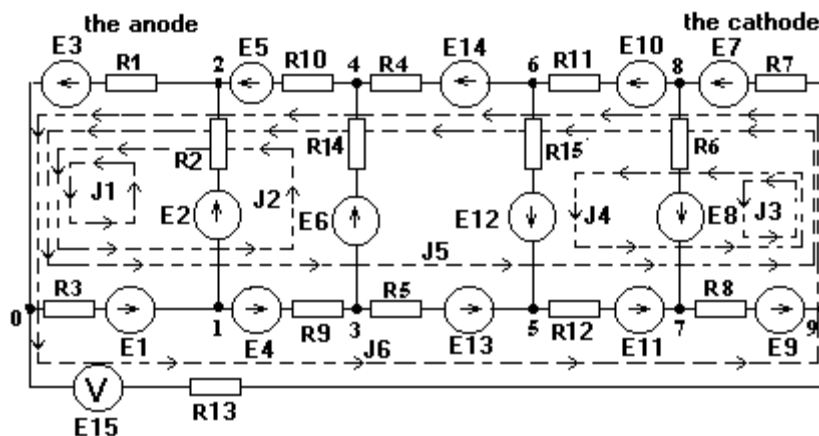 the anode the cathode
E3 R1 2 E5 R10 4 R4 E14 6 R11 E10 8 E7 R7
R2 R14 R15 R6
J1 E2 J2 E6 E12 J4 E8 J3
J5
0 R3 E1 1 E4 R9 3 R5 E13 5 R12 E11 7 R8 E9 9
J6
V
E15 R13